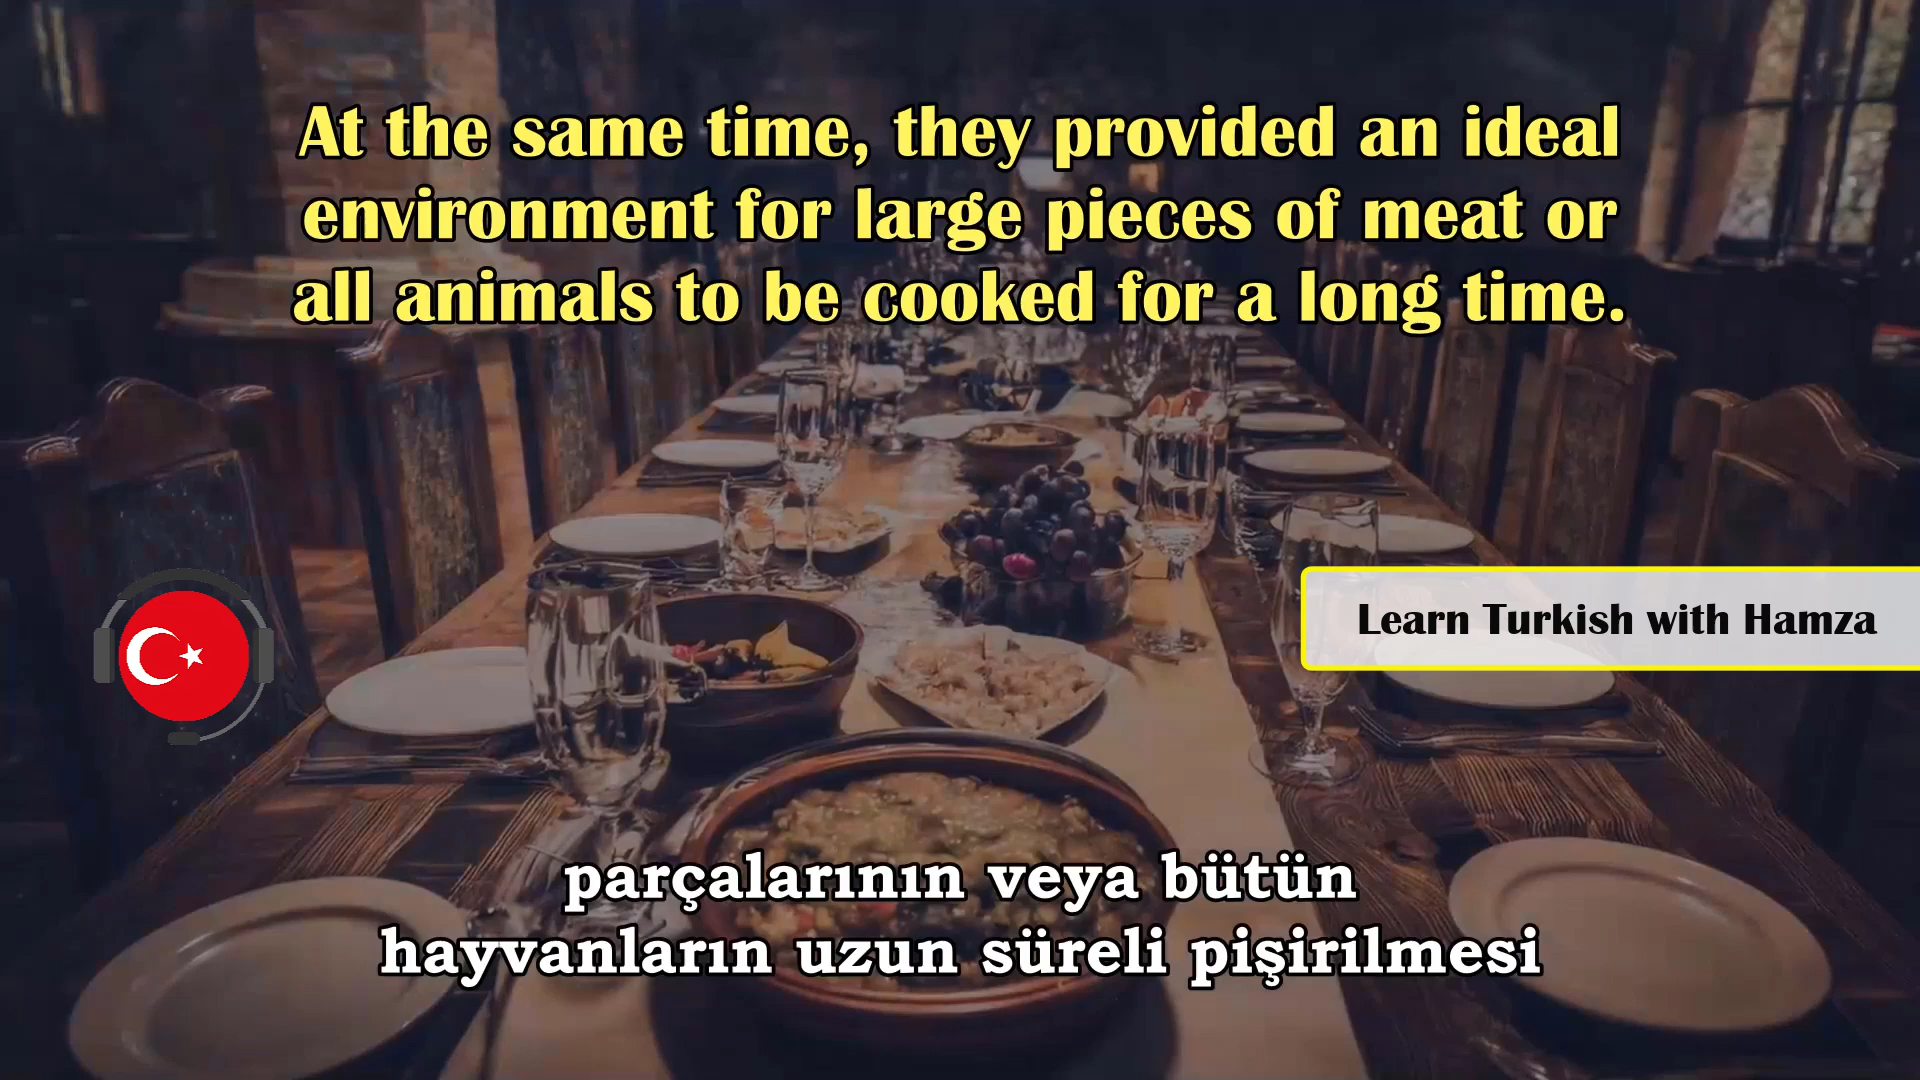 At the same time, they provided an ideal
environment for large pieces of meat or
all animals to be cooked for a long time.
Learn Turkish with Hamza
parçalarının veya bütün
hayvanların uzun süreli pişirilmesi